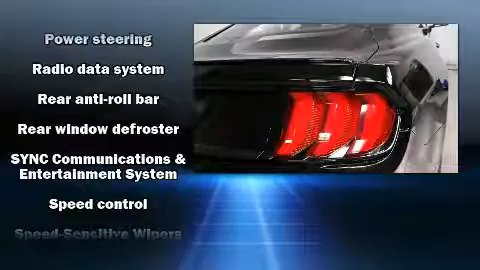 Power steering
Radio data system
Rear anti-roll bar
Rear window defroster
SYNC Communications &
Entertainment System
Speed control
Speed-Sensitive Wipers